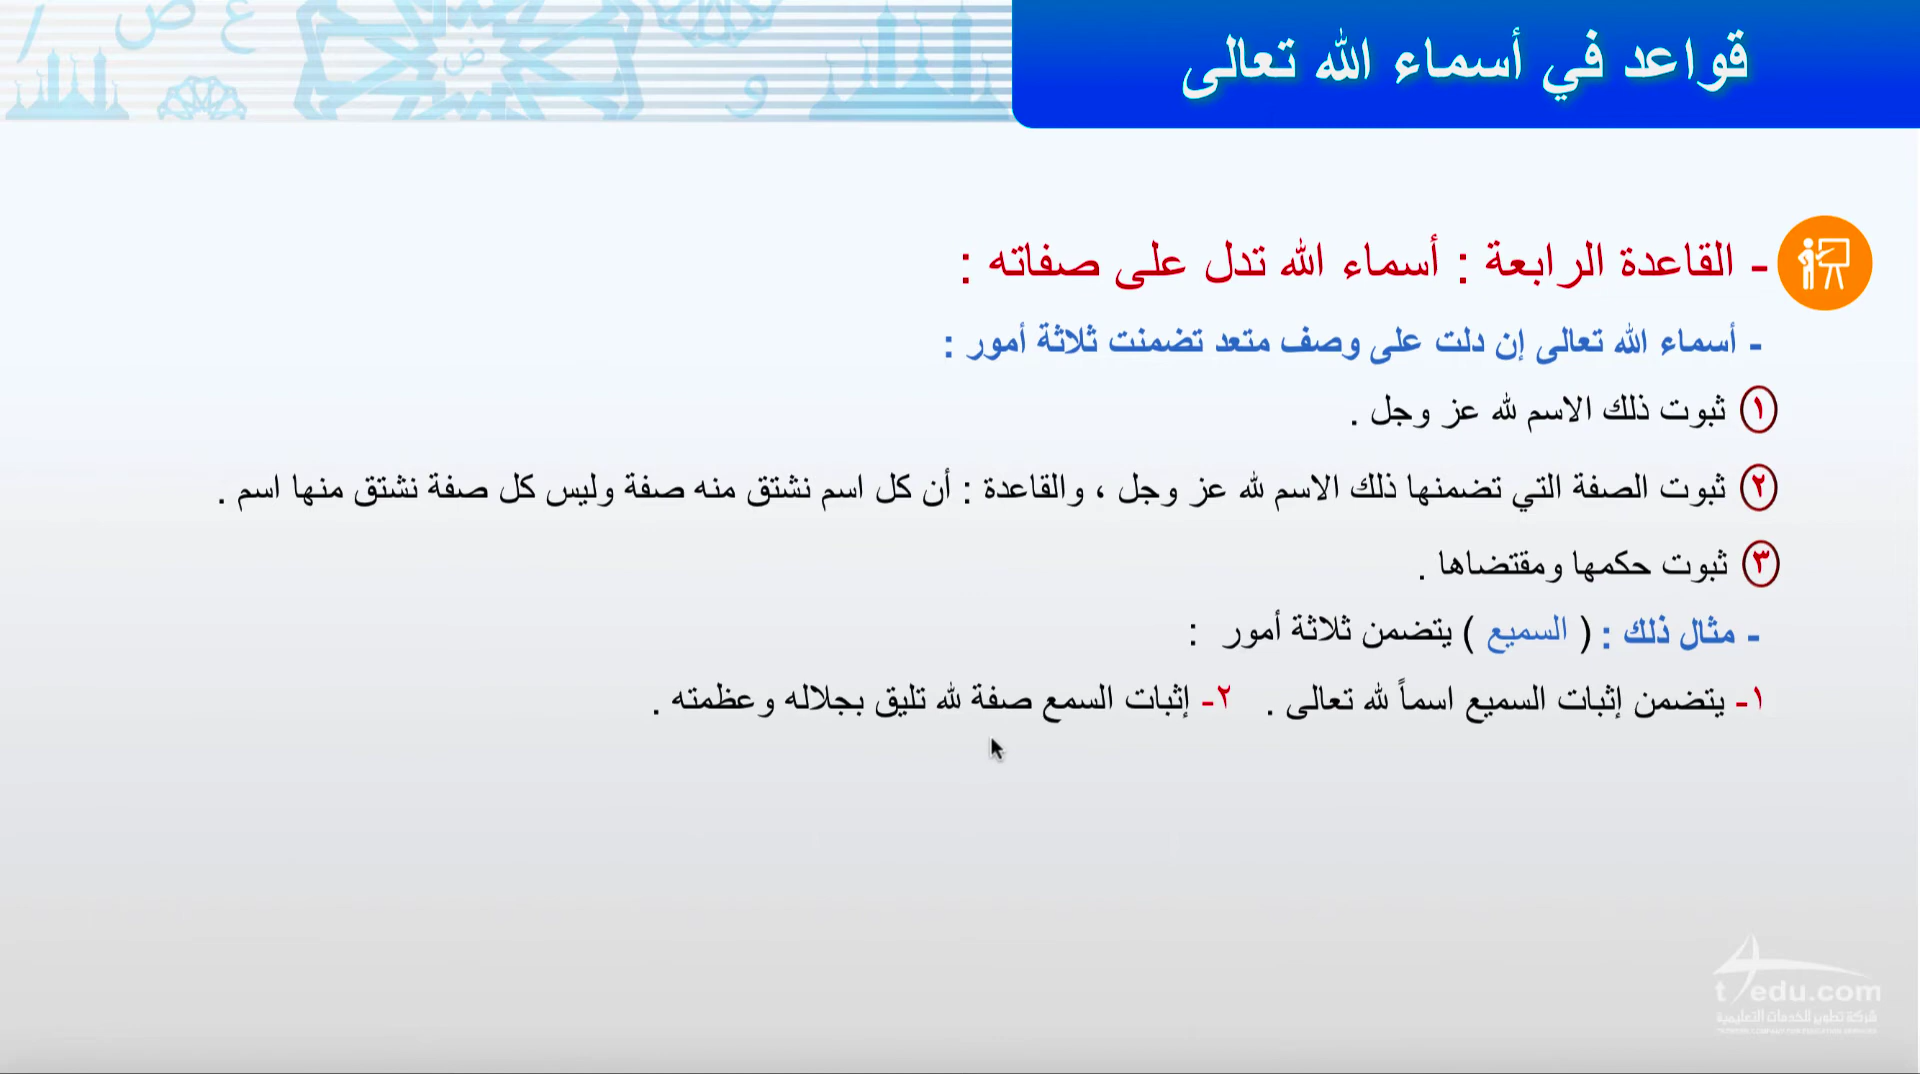 قواعد في أسماء الله تعالى
- القاعدة الرابعة : أسماء الله تدل على صفاته :
- أسماء الله تعالى إن دلت على وصف متعد تضمنت ثلاثة أمور :
١ ثبوت ذلك الاسم لله عز وجل .
٢ ثبوت الصفة التي تضمنها ذلك الاسم لله عز وجل ، والقاعدة : أن كل اسم نشتق منه صفة وليس كل صفة نشتق منها اسم .
٣ ثبوت حكمها ومقتضاها .
- مثال ذلك : ( السميع ) يتضمن ثلاثة أمور :
١- يتضمن إثبات السميع اسماً لله تعالى . ٢- إثبات السمع صفة لله تليق بجلاله وعظمته .
t4edu.com
شركة تطوير للخدمات التعليمية